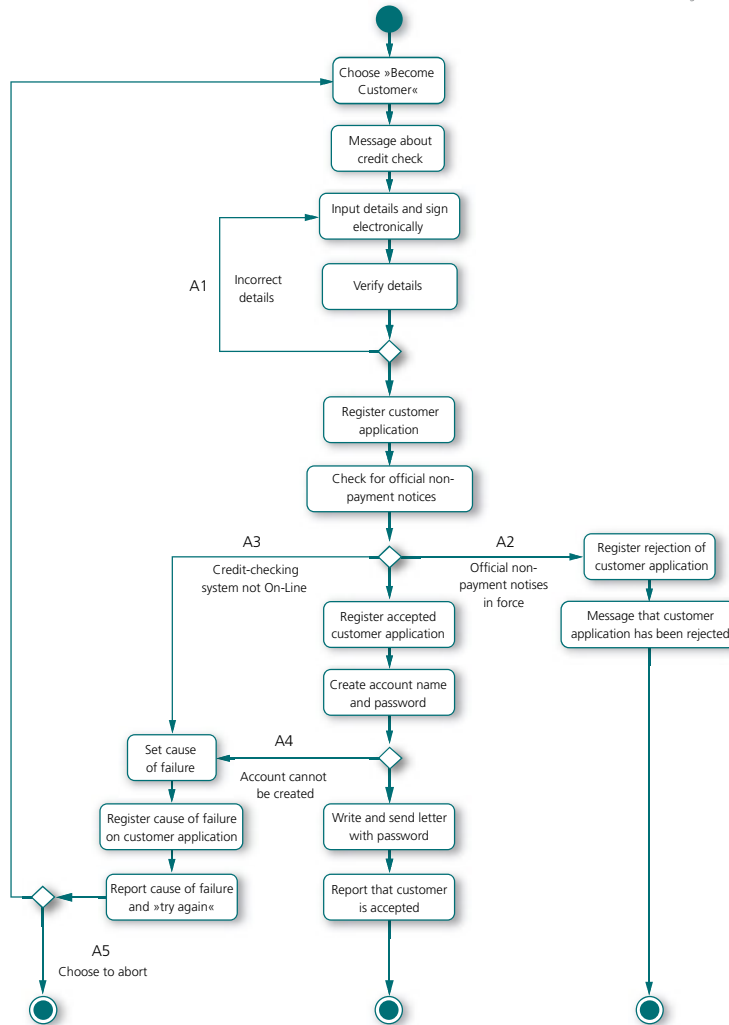 Choose »Become
Customer«
Message about
credit check
Input details and sign
electronically
A1
Incorrect
details
Verify details
Register customer
application
Check for official non-
payment notices
A3
Credit-checking
system not On-Line
A2
Official non-
payment notises
in force
Register rejection of
customer application
Message that customer
application has been rejected
Register accepted
customer application
Create account name
and password
A4
Account cannot
be created
Set cause
of failure
Register cause of failure
on customer application
Report cause of failure
and »try again«
Write and send letter
with password
Report that customer
is accepted
A5
Choose to abort